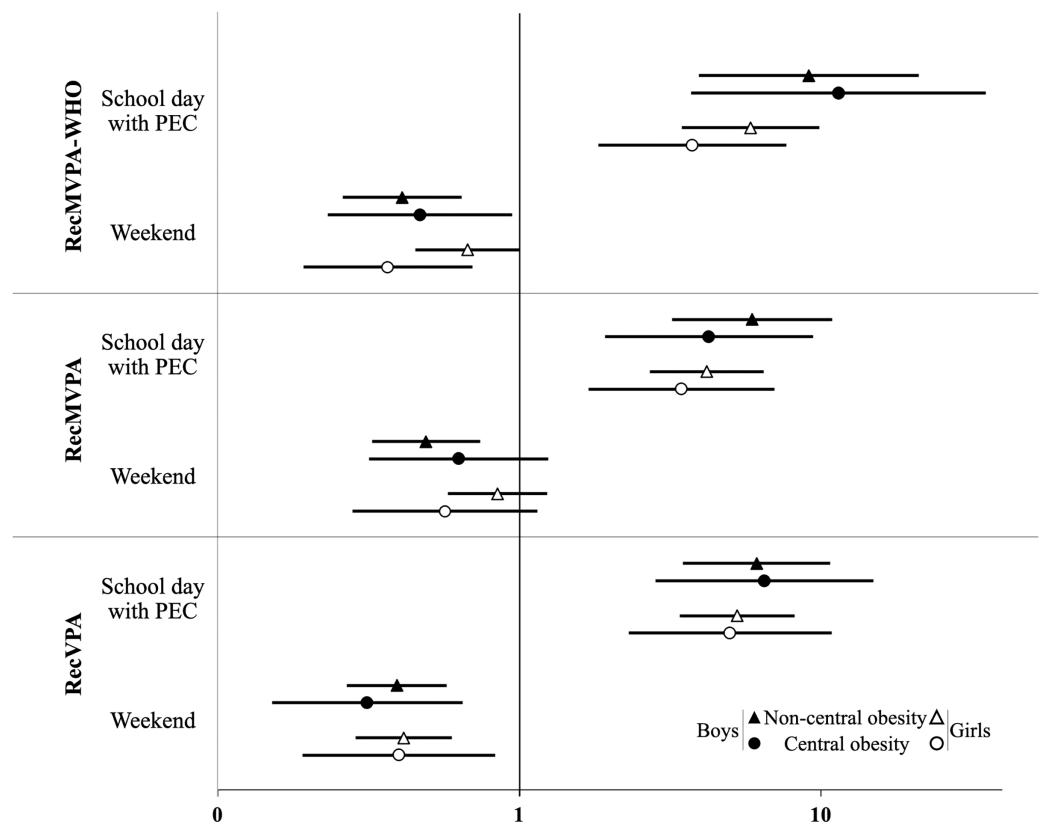 RecMVPA-WHO
School day
with PEC
Weekend
RecMVPA
School day
with PEC
Weekend
RecVPA
School day
with PEC
Weekend
Boys
Non-central obesity
Central obesity
Girls
0 1 10